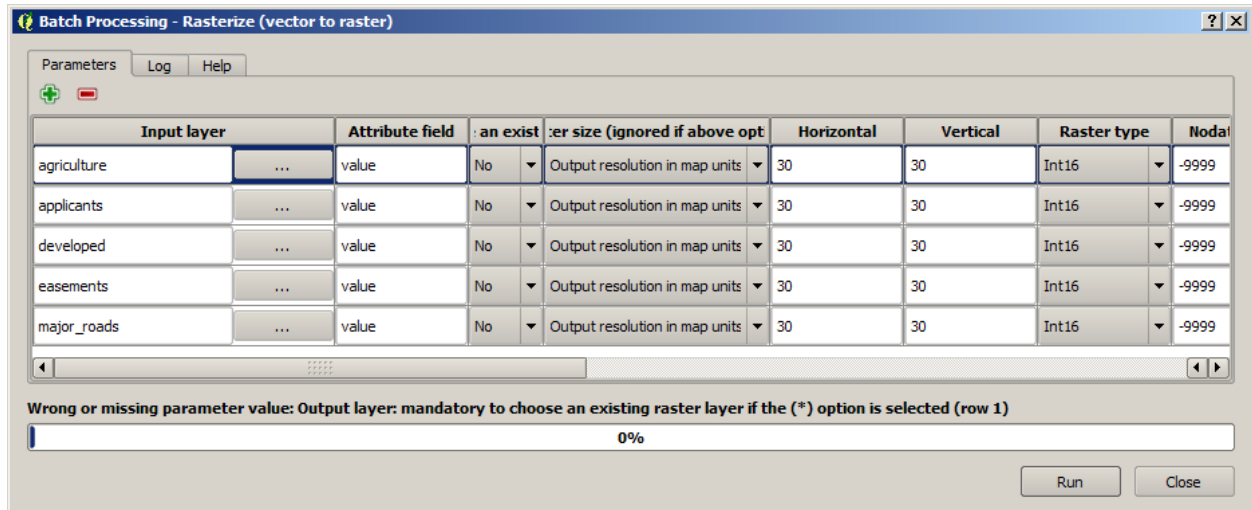 Batch Processing - Rasterize (vector to raster)
Parameters Log Help
Input layer Attribute field : an exist :er size (ignored if above opti Horizontal Vertical Raster type Nodat
agriculture ... value No Output resolution in map units 30 30 Int16 -9999
applicants ... value No Output resolution in map units 30 30 Int16 -9999
developed ... value No Output resolution in map units 30 30 Int16 -9999
easements ... value No Output resolution in map units 30 30 Int16 -9999
major_roads ... value No Output resolution in map units 30 30 Int16 -9999
Wrong or missing parameter value: Output layer: mandatory to choose an existing raster layer if the (*) option is selected (row 1)
0%
Run Close